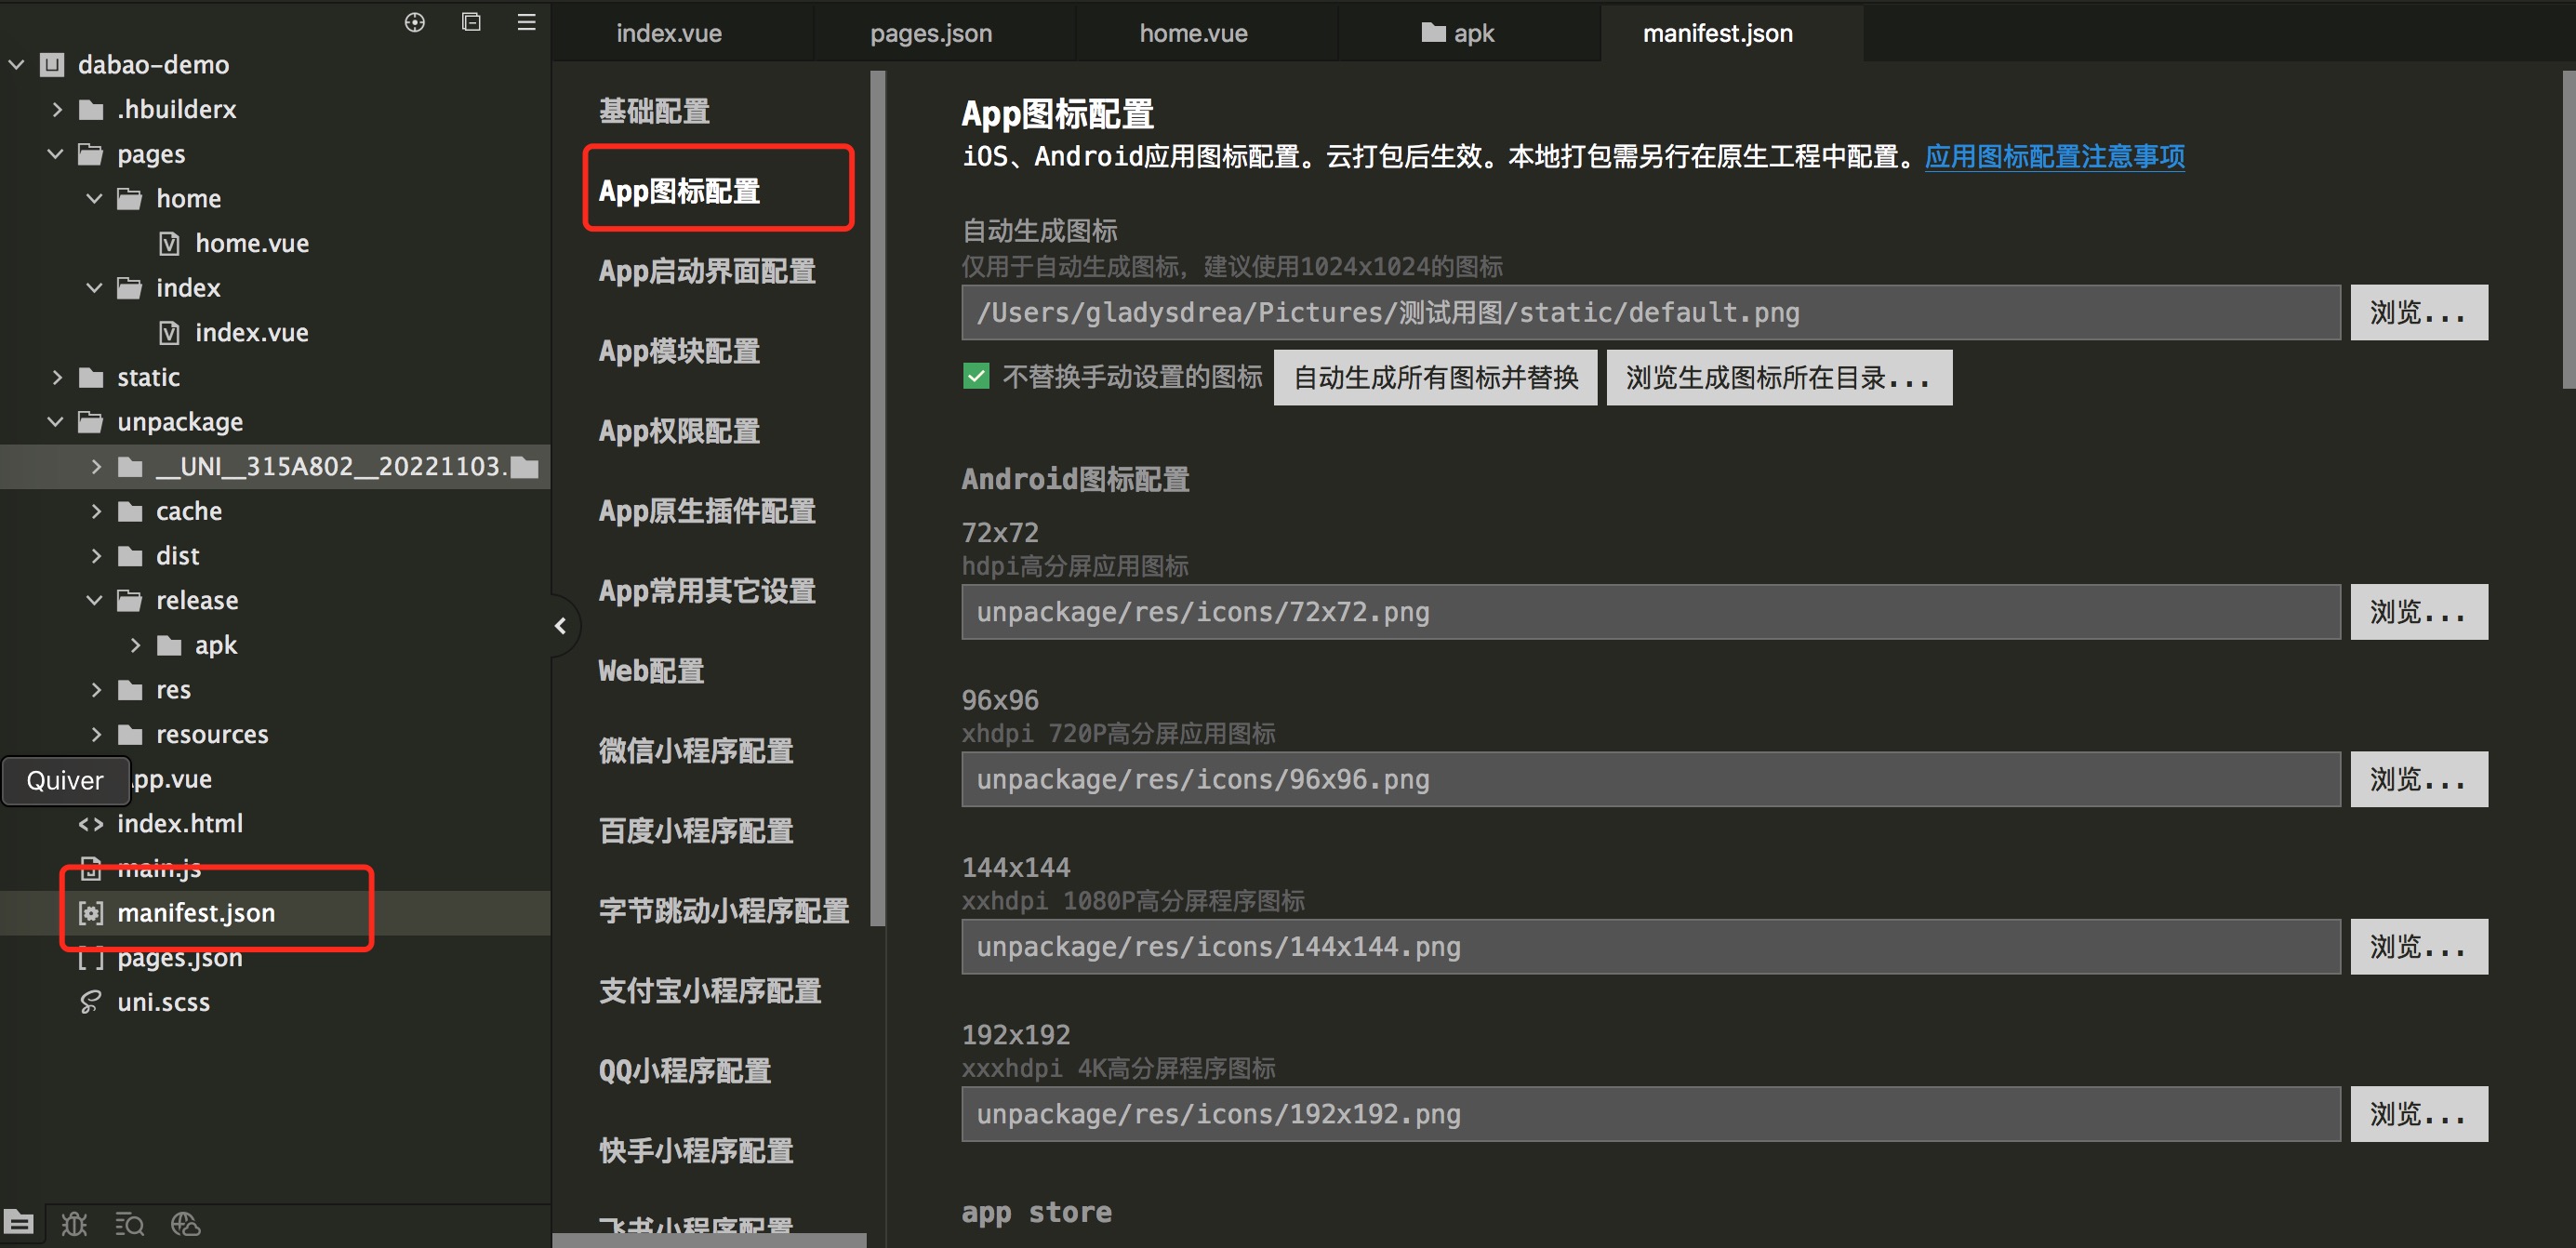 index.vue
pages.json
home.vue
apk
manifest.json
dabao-demo
.hbuilderx
pages
home
home.vue
index
index.vue
static
unpackage
__UNI__315A802__20221103.
cache
dist
release
apk
res
resources
Quiver
pp.vue
index.html
main.js
manifest.json
pages.json
uni.scss
基础配置
App图标配置
App启动界面配置
App模块配置
App权限配置
App原生插件配置
App常用其它设置
Web配置
微信小程序配置
百度小程序配置
字节跳动小程序配置
支付宝小程序配置
QQ小程序配置
快手小程序配置
飞书小程序配置
App图标配置
iOS、Android应用图标配置。云打包后生效。本地打包需另行在原生工程中配置。应用图标配置注意事项
自动生成图标
仅用于自动生成图标，建议使用1024x1024的图标
/Users/gladysdrea/Pictures/测试用图/static/default.png
浏览...
不替换手动设置的图标
自动生成所有图标并替换
浏览生成图标所在目录...
Android图标配置
72x72
hdpi高分屏应用图标
unpackage/res/icons/72x72.png
浏览...
96x96
xhdpi 720P高分屏应用图标
unpackage/res/icons/96x96.png
浏览...
144x144
xxhdpi 1080P高分屏程序图标
unpackage/res/icons/144x144.png
浏览...
192x192
xxxhdpi 4K高分屏程序图标
unpackage/res/icons/192x192.png
浏览...
app store